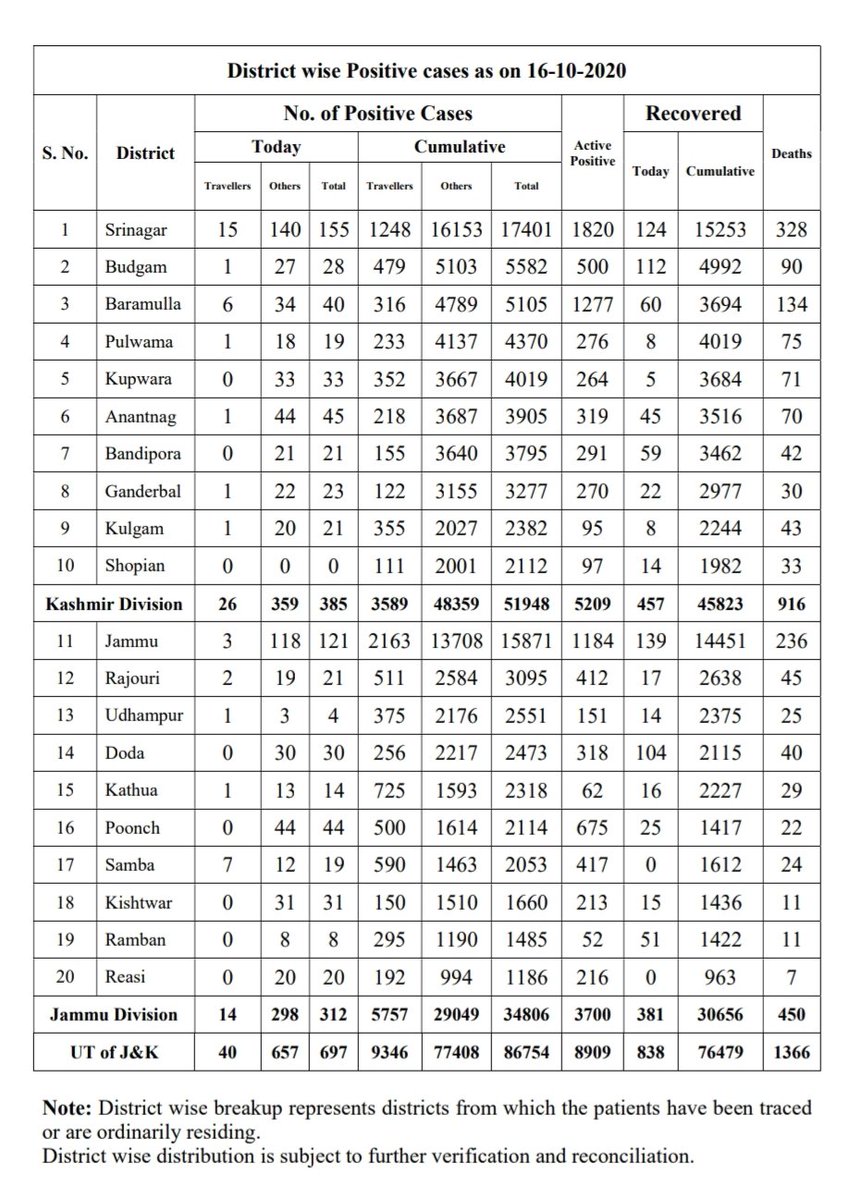 District wise Positive cases as on 16-10-2020
S. No. District No. of Positive Cases Active Positive Recovered Deaths
Today Cumulative Today Cumulative
Travellers Others Total Travellers Others Total
1 Srinagar 15 140 155 1248 16153 17401 1820 124 15253 328
2 Budgam 1 27 28 479 5103 5582 500 112 4992 90
3 Baramulla 6 34 40 316 4789 5105 1277 60 3694 134
4 Pulwama 1 18 19 233 4137 4370 276 8 4019 75
5 Kupwara 0 33 33 352 3667 4019 264 5 3684 71
6 Anantnag 1 44 45 218 3687 3905 319 45 3516 70
7 Bandipora 0 21 21 155 3640 3795 291 59 3462 42
8 Ganderbal 1 22 23 122 3155 3277 270 22 2977 30
9 Kulgam 1 20 21 355 2027 2382 95 8 2244 43
10 Shopian 0 0 0 111 2001 2112 97 14 1982 33
Kashmir Division 26 359 385 3589 48359 51948 5209 457 45823 916
11 Jammu 3 118 121 2163 13708 15871 1184 139 14451 236
12 Rajouri 2 19 21 511 2584 3095 412 17 2638 45
13 Udhampur 1 3 4 375 2176 2551 151 14 2375 25
14 Doda 0 30 30 256 2217 2473 318 104 2115 40
15 Kathua 1 13 14 725 1593 2318 62 16 2227 29
16 Poonch 0 44 44 500 1614 2114 675 25 1417 22
17 Samba 7 12 19 590 1463 2053 417 0 1612 24
18 Kishtwar 0 31 31 150 1510 1660 213 15 1436 11
19 Ramban 0 8 8 295 1190 1485 52 51 1422 11
20 Reasi 0 20 20 192 994 1186 216 0 963 7
Jammu Division 14 298 312 5757 29049 34806 3700 381 30656 450
UT of J&K 40 657 697 9346 77408 86754 8909 838 76479 1366
Note: District wise breakup represents districts from which the patients have been traced
or are ordinarily residing.
District wise distribution is subject to further verification and reconciliation.